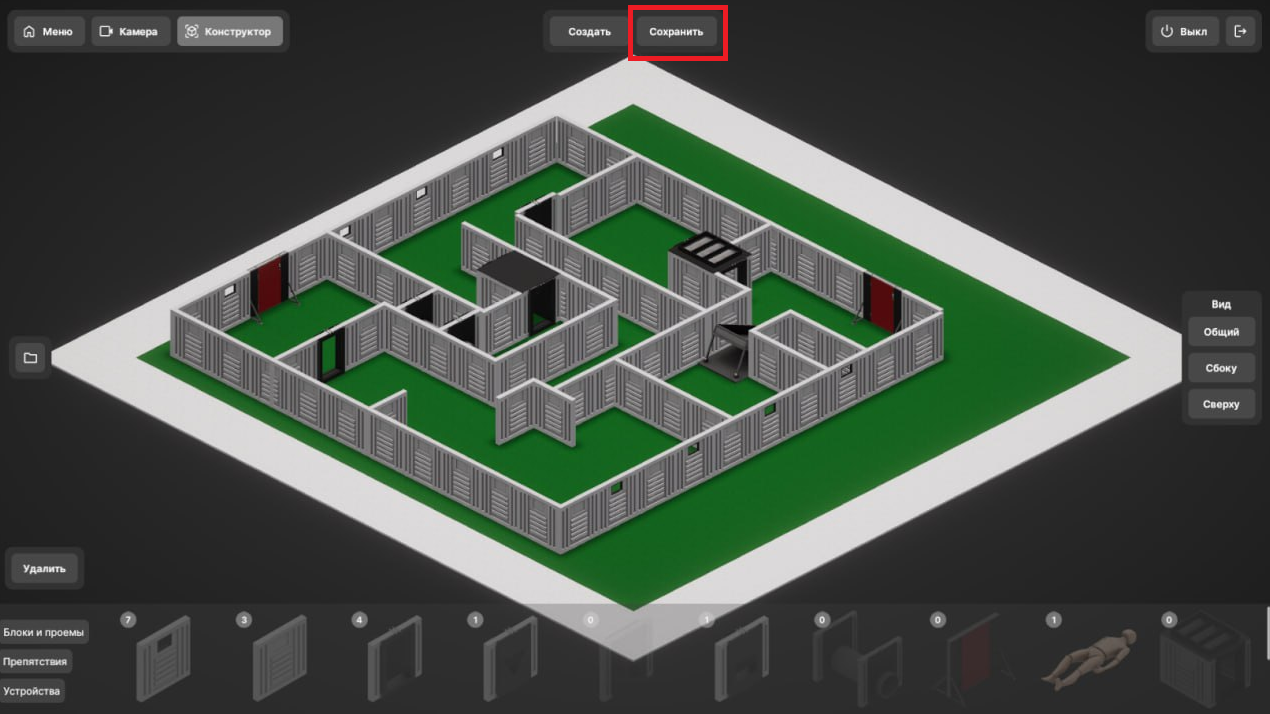 Меню
Камера
Конструктор
Создать
Сохранить
Выкл
Вид
Общий
Сбоку
Сверху
Удалить
Блоки и проемы
Препятствия
Устройства
7
3
4
1
0
1
0
0
1
0